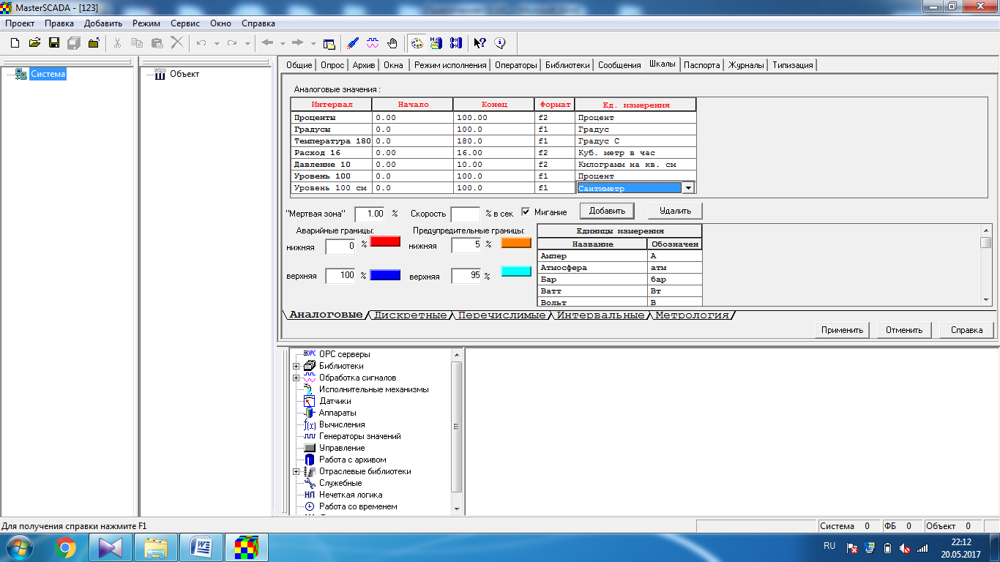 MasterSCADA - [123]
Проект Правка Добавить Режим Сервис Окно Справка
Система
Объект
Общие Опрос Архив Окна Режим исполнения Операторы Библиотеки Сообщения Шкалы Паспорта Журналы Типизация
Аналоговые значения :
Интервал Начало Конец Формат Ед. измерения
Проценты 0.00 100.00 f2 Процент
Градусы 0.0 100.0 f1 Градус
Температура 180 0.0 180.0 f1 Градус С
Расход 16 0.00 16.00 f2 Куб. метр в час
Давление 10 0.00 10.00 f2 Килограмм на кв. см
Уровень 100 0.0 100.0 f1 Процент
Уровень 100 см 0.0 100.0 f1 Сантиметр
"Мертвая зона" 1.00 % Скорость % в сек Мигание Добавить Удалить
Аварийные границы: Предупредительные границы:
нижняя 0 % нижняя 5 %
верхняя 100 % верхняя 95 %
Единицы измерения
Название Обозначен
Ампер А
Атмосфера атм
Бар бар
Ватт Вт
Вольт В
Аналоговые Дискретные Перечислимые Интервальные Метрология
Применить Отменить Справка
OPC OPC серверы
Библиотеки
Обработка сигналов
Исполнительные механизмы
Датчики
Аппараты
f(x) Вычисления
Генераторы значений
Управление
Работа с архивом
Отраслевые библиотеки
Служебные
НЛ Нечеткая логика
Работа со временем
Для получения справки нажмите F1
Система 0 ФБ 0 Объект 0
RU
22:12
20.05.2017